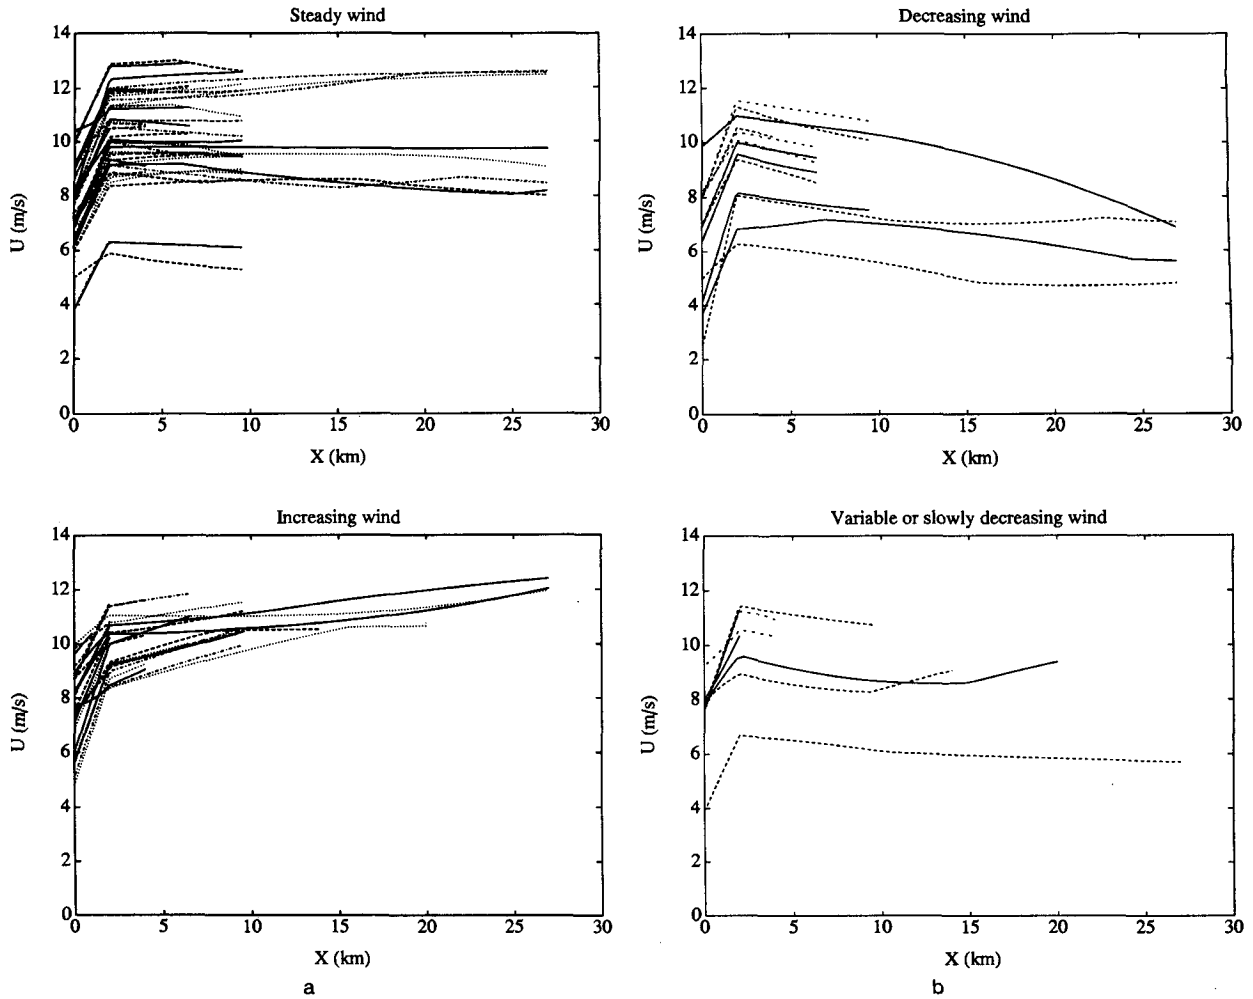 Steady wind
14
12
10
8
6
4
2
0
U (m/s)
0 5 10 15 20 25 30
X (km)
Decreasing wind
14
12
10
8
6
4
2
0
U (m/s)
0 5 10 15 20 25 30
X (km)
Increasing wind
14
12
10
8
6
4
2
0
U (m/s)
0 5 10 15 20 25 30
X (km)
a
Variable or slowly decreasing wind
14
12
10
8
6
4
2
0
U (m/s)
0 5 10 15 20 25 30
X (km)
b